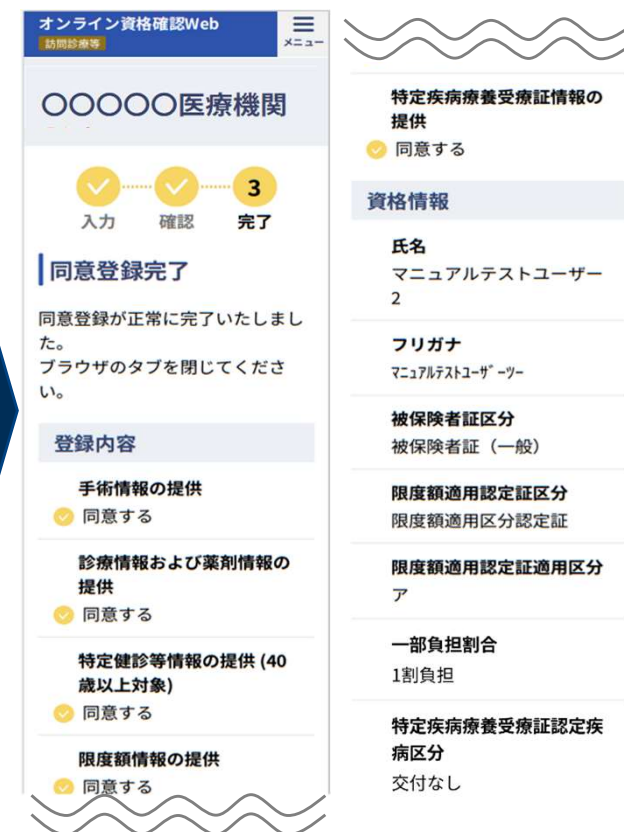 オンライン資格確認Web
訪問診療等
メニュー
〇〇〇〇〇医療機関
3
入力
確認
完了
同意登録完了
同意登録が正常に完了いたしまし
た。
ブラウザのタブを閉じてくださ
い。
登録内容
手術情報の提供
同意する
診療情報および薬剤情報の
提供
同意する
特定健診等情報の提供 (40
歳以上対象)
同意する
限度額情報の提供
同意する
特定疾病療養受療証情報の
提供
同意する
資格情報
氏名
マニュアルテストユーザー
2
フリガナ
ﾏﾆｭｱﾙﾃｽﾄﾕｰｻﾞｰﾂｰ
被保険者証区分
被保険者証（一般）
限度額適用認定証区分
限度額適用区分認定証
限度額適用認定証適用区分
ア
一部負担割合
1割負担
特定疾病療養受療証認定疾
病区分
交付なし